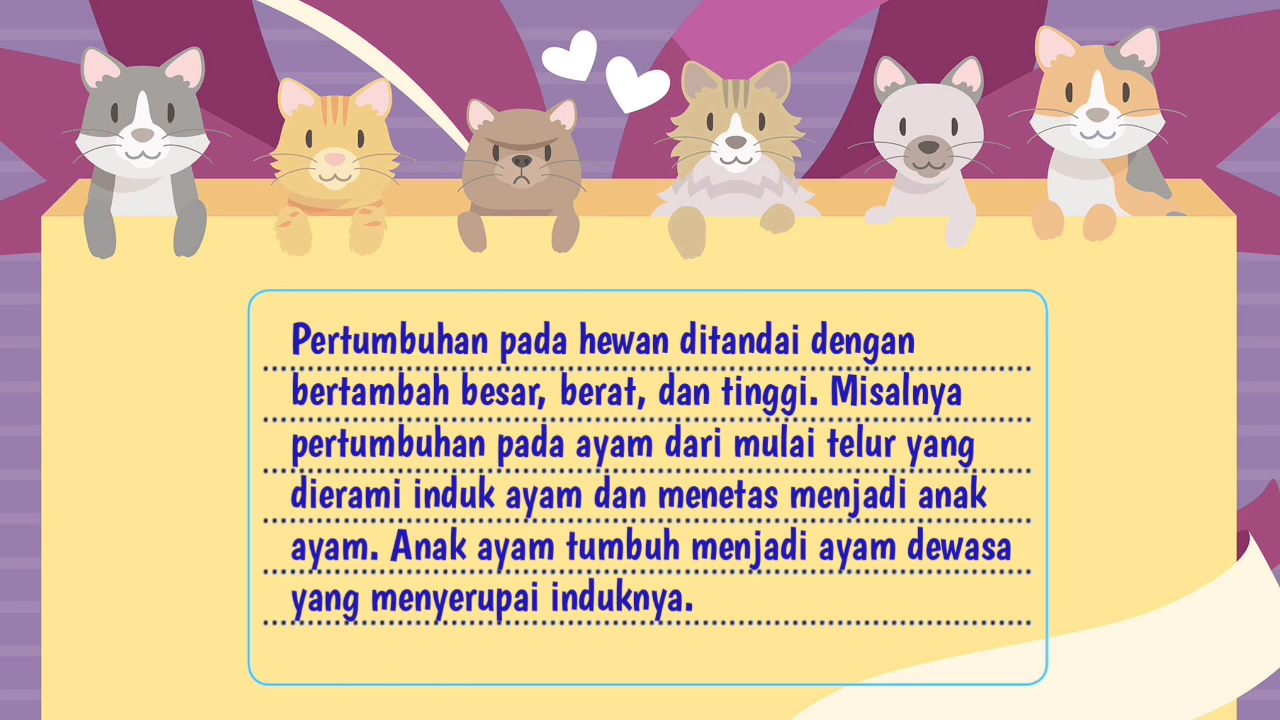 Pertumbuhan pada hewan ditandai dengan
bertambah besar, berat, dan tinggi. Misalnya
pertumbuhan pada ayam dari mulai telur yang
dierami induk ayam dan menetas menjadi anak
ayam. Anak ayam tumbuh menjadi ayam dewasa
yang menyerupai induknya.